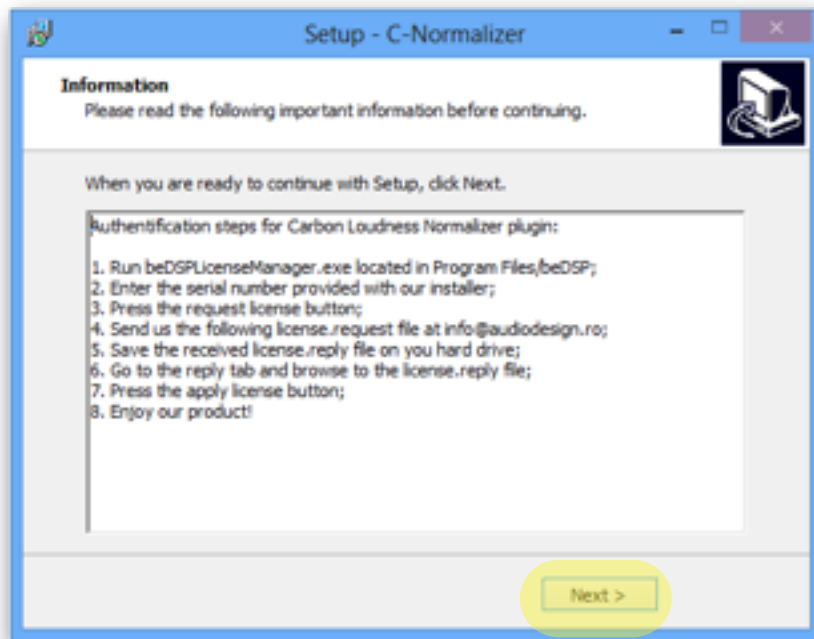 Setup - C-Normalizer
Information
Please read the following important information before continuing.
When you are ready to continue with Setup, click Next.
Authentification steps for Carbon Loudness Normalizer plugin:
1. Run beDSPLicenseManager.exe located in Program Files/beDSP;
2. Enter the serial number provided with our installer;
3. Press the request license button;
4. Send us the following license.request file at info@audiodesign.ro;
5. Save the received license.reply file on you hard drive;
6. Go to the reply tab and browse to the license.reply file;
7. Press the apply license button;
8. Enjoy our product!
Next >